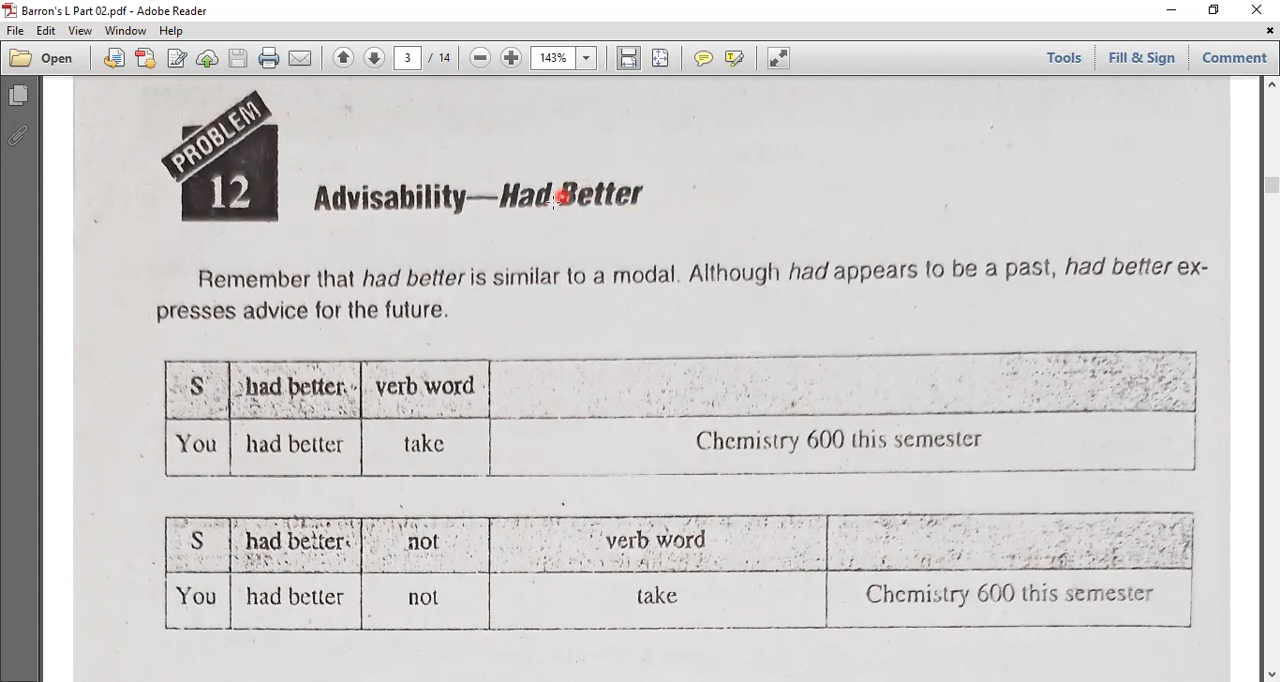 Barron's L Part 02.pdf - Adobe Reader
File Edit View Window Help
Open 3 / 14 143% Tools Fill & Sign Comment
PROBLEM
12
Advisability—Had Better
Remember that had better is similar to a modal. Although had appears to be a past, had better ex-
presses advice for the future.
S had better verb word
You had better take Chemistry 600 this semester
S had better not verb word
You had better not take Chemistry 600 this semester